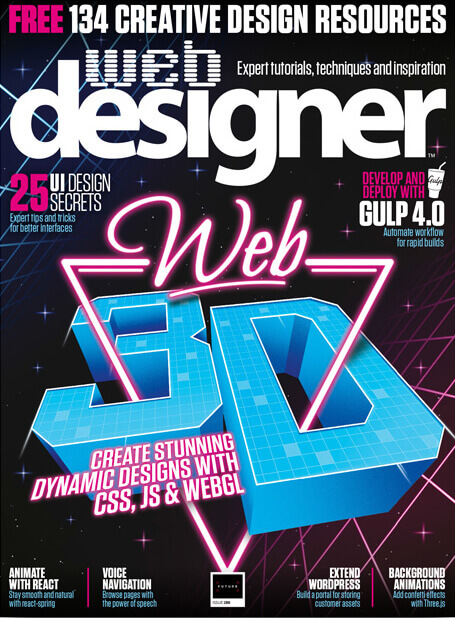 FREE 134 CREATIVE DESIGN RESOURCES
web
Expert tutorials, techniques and inspiration
designer
TM
25 UI DESIGN
SECRETS
Expert tips and tricks
for better interfaces
DEVELOP AND
DEPLOY WITH
Gulp
GULP 4.0
Automate workflow
for rapid builds
Web
3D
CREATE STUNNING
DYNAMIC DESIGNS WITH
CSS, JS & WEBGL
ANIMATE
WITH REACT
Stay smooth and natural
with react-spring
VOICE
NAVIGATION
Browse pages with
the power of speech
FUTURE
EXTEND
WORDPRESS
Build a portal for storing
customer assets
BACKGROUND
ANIMATIONS
Add confetti effects
with Three.js